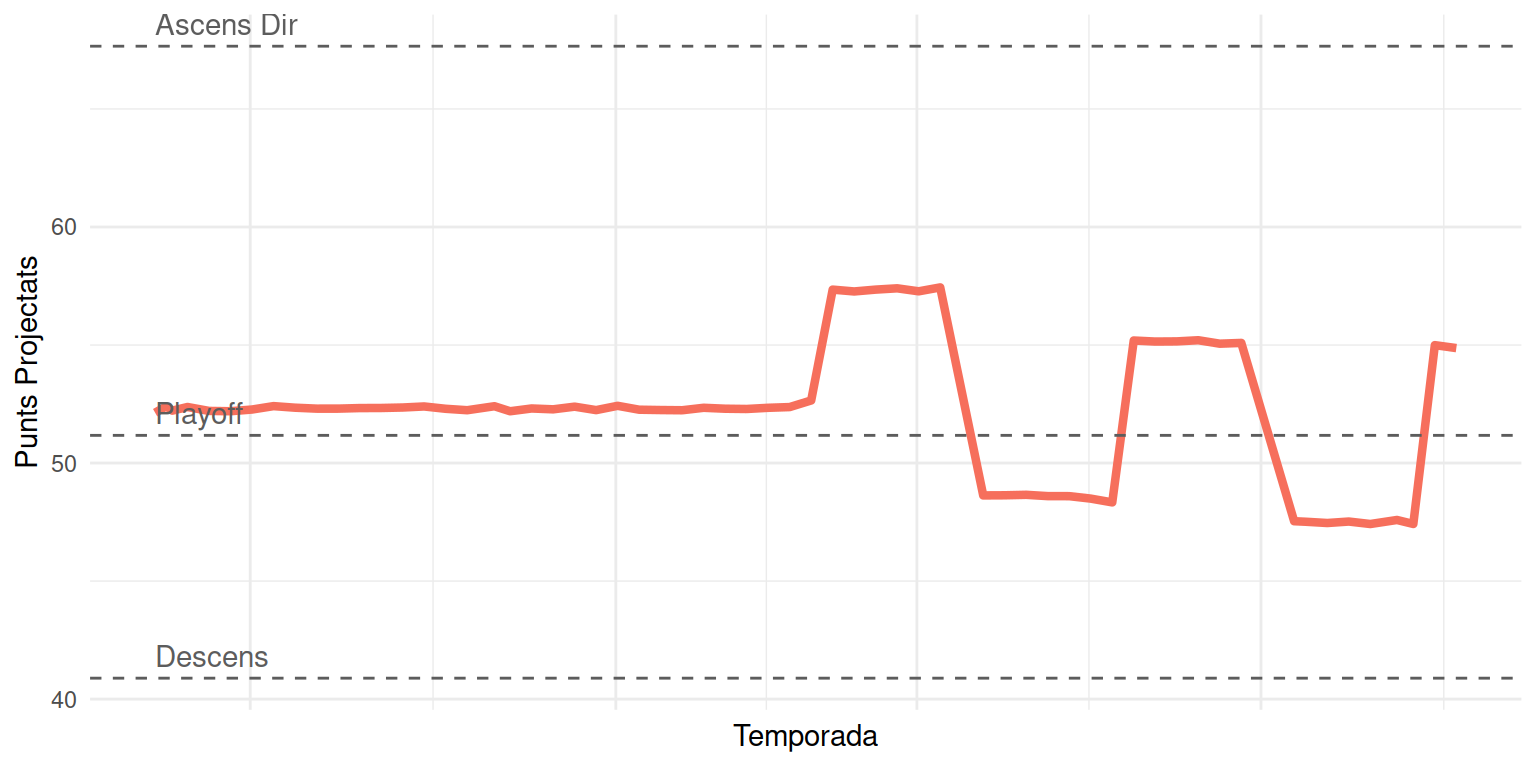 Ascens Dir
60
Punts Projectats
Playoff
50
Descens
40
Temporada